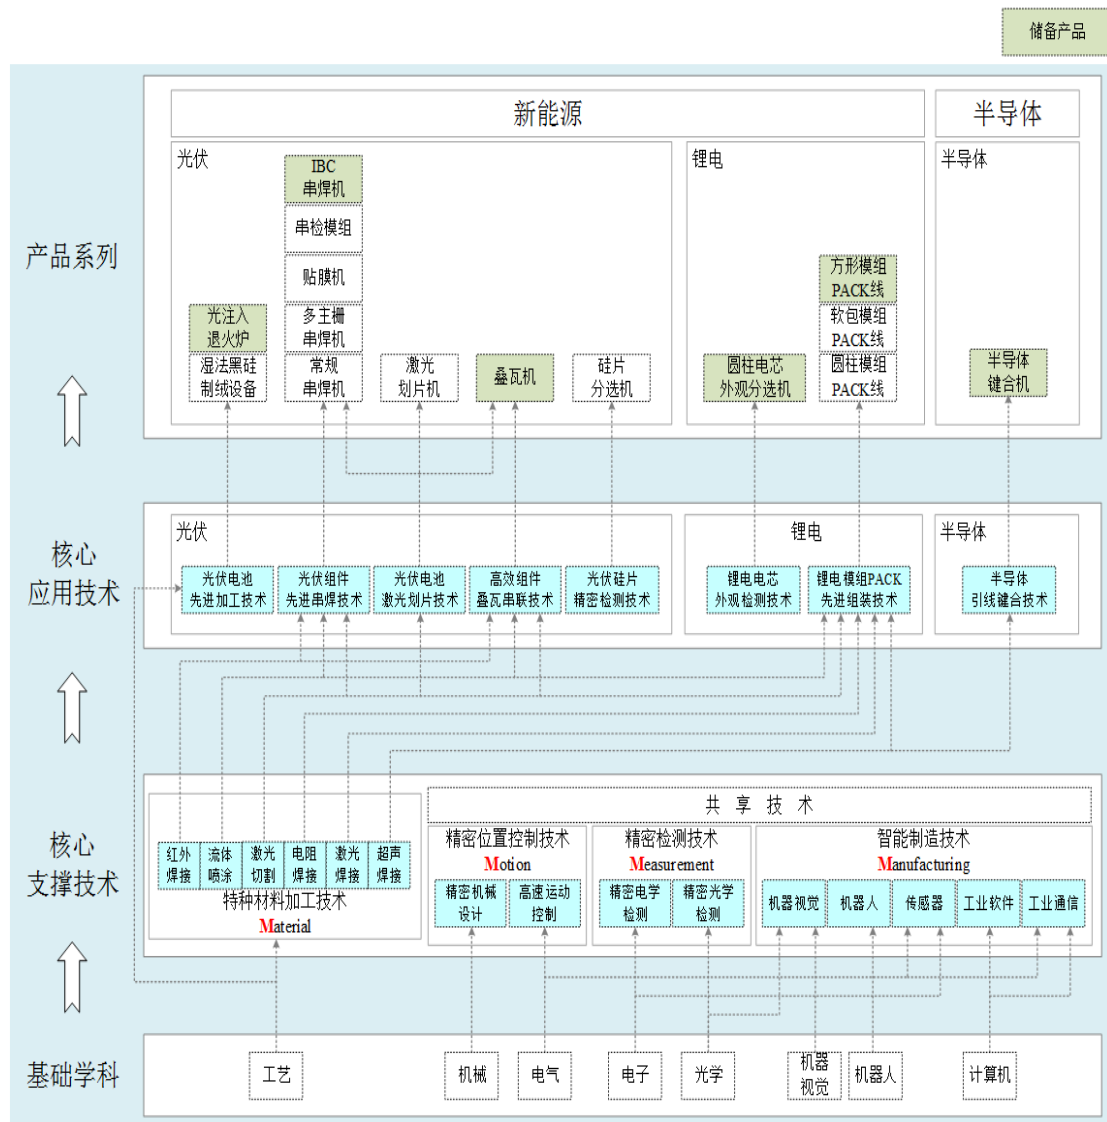 储备产品
新能源
半导体
光伏
锂电
半导体
产品系列
IBC
串焊机
串检模组
贴膜机
多主栅
串焊机
常规
串焊机
光注入
退火炉
湿法黑硅
制绒设备
激光
划片机
叠瓦机
硅片
分选机
圆柱电芯
外观分选机
方形模组
PACK线
软包模组
PACK线
圆柱模组
PACK线
半导体
键合机
核心
应用技术
光伏
锂电
半导体
光伏电池
先进加工技术
光伏组件
先进串焊技术
光伏电池
激光划片技术
高效组件
叠瓦串联技术
光伏硅片
精密检测技术
锂电电芯
外观检测技术
锂电模组PACK
先进组装技术
半导体
引线键合技术
核心
支撑技术
共享技术
红外
焊接
流体
喷涂
激光
切割
电阻
焊接
激光
焊接
超声
焊接
特种材料加工技术
Material
精密位置控制技术
Motion
精密机械
设计
高速运动
控制
精密检测技术
Measurement
精密电学
检测
精密光学
检测
智能制造技术
Manufacturing
机器视觉
机器人
传感器
工业软件
工业通信
基础学科
工艺
机械
电气
电子
光学
机器
视觉
机器人
计算机